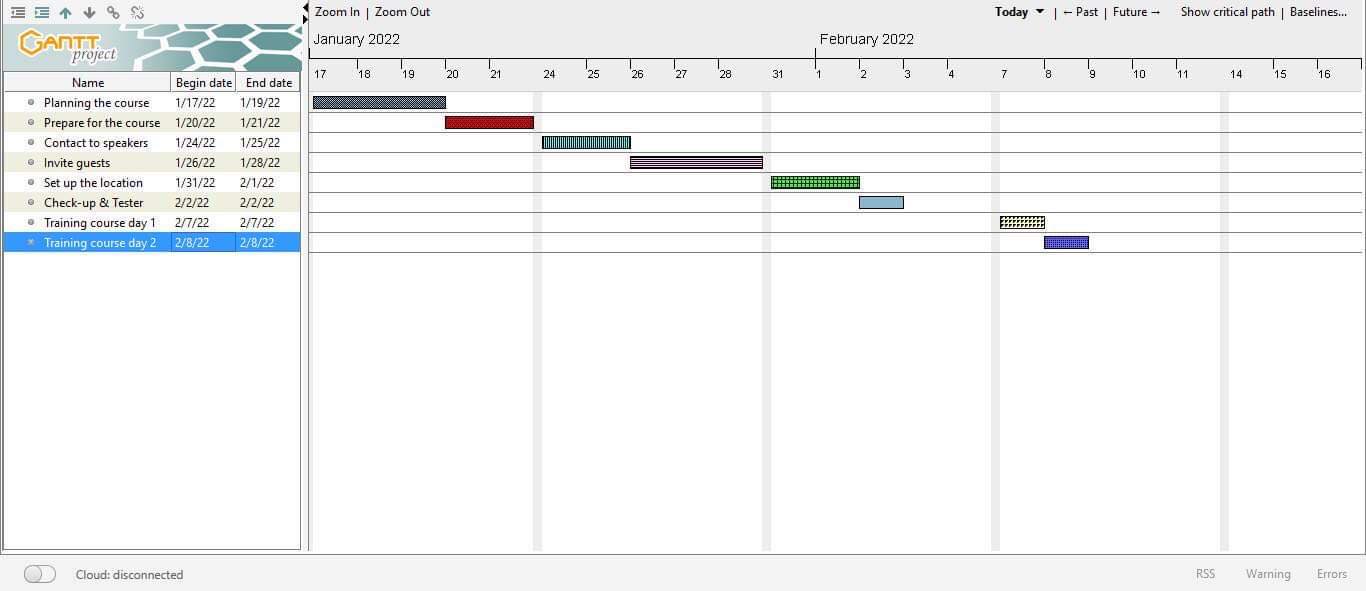 Zoom In | Zoom Out
Today | ← Past | Future → Show critical path | Baselines...
GANTT
project
January 2022 February 2022
17 18 19 20 21 24 25 26 27 28 31 1 2 3 4 7 8 9 10 11 14 15 16
Name Begin date End date
Planning the course 1/17/22 1/19/22
Prepare for the course 1/20/22 1/21/22
Contact to speakers 1/24/22 1/25/22
Invite guests 1/26/22 1/28/22
Set up the location 1/31/22 2/1/22
Check-up & Tester 2/2/22 2/2/22
Training course day 1 2/7/22 2/7/22
Training course day 2 2/8/22 2/8/22
Cloud: disconnected
RSS Warning Errors